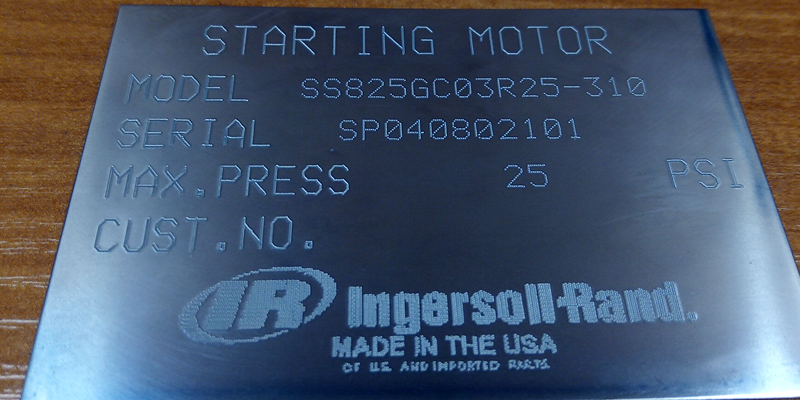 STARTING MOTOR
MODEL SS825GC03R25-310
SERIAL SP040802101
MAX.PRESS 25 PSI
CUST.NO.
IR Ingersoll-Rand.
MADE IN THE USA
OF U.S. AND IMPORTED PARTS